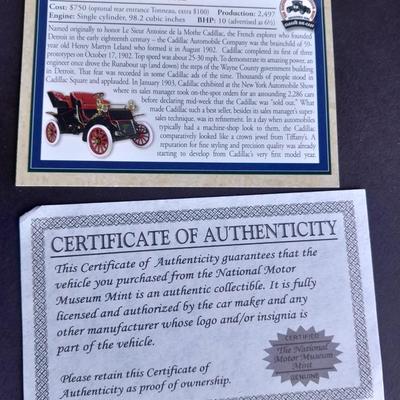 Cost: $750 (optional rear entrance Tonneau, extra $100) Production: 2,497
Engine: Single cylinder, 98.2 cubic inches BHP: 10 (advertised as 6½)
Named originally to honor Le Sieur Antoine de la Mothe Cadillac, the French explorer who founded
Detroit in the early eighteenth century – the Cadillac Automobile Company was the brainchild of 59-
year old Henry Martyn Leland who formed it in August 1902. Cadillac completed its first of three
prototypes on October 17, 1902. Top speed was about 25-30 mph. To demonstrate its amazing power, an
engineer once drove the Runabout up (and down) the steps of the Wayne County government building
in Detroit. That feat was recorded in some Cadillac ads of the time. Thousands of people stood in
Cadillac Square and applauded. In January 1903, Cadillac exhibited at the New York Automobile Show
where its sales manager took on-the-spot orders for an astounding 2,286 cars
before declaring mid-week that the Cadillac was "sold out." What
made Cadillac such a best seller, besides its sales manager's super-
sales technique, was its refinement. In a day when automobiles
typically had a machine-shop look to them, the Cadillac
comparatively looked like a crown jewel from Tiffany's. A
reputation for fine styling and precision quality was already
starting to develop from Cadillac's very first model year.
CERTIFICATE OF AUTHENTICITY
This Certificate of Authenticity guarantees that the
vehicle you purchased from the National Motor
Museum Mint is an authentic collectible. It is fully
licensed and authorized by the car maker and any
other manufacturer whose logo and/or insignia is
part of the vehicle.
Please retain this Certificate of
Authenticity as proof of ownership.
CERTIFIED
The National
Motor Museum
Mint
GENUINE